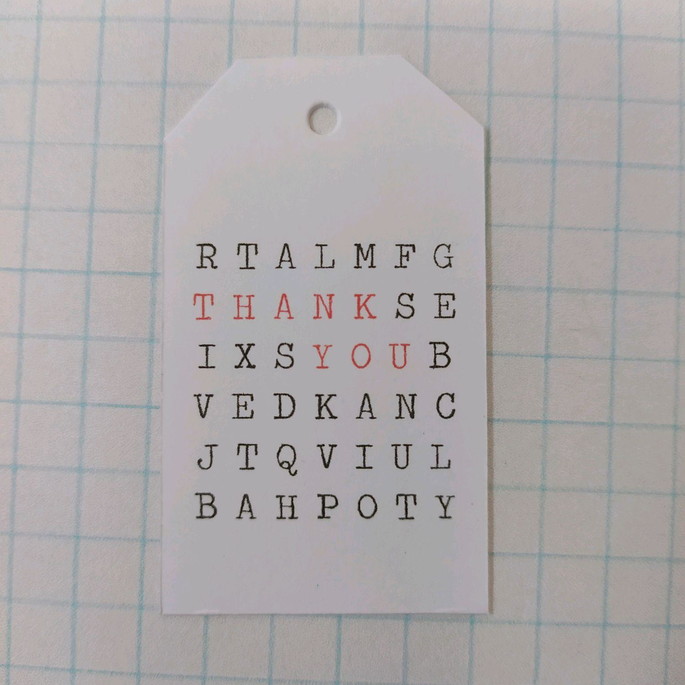 R T A L M F G
T H A N K S E
I X S Y O U B
V E D K A N C
J T Q V I U L
B A H P O T Y